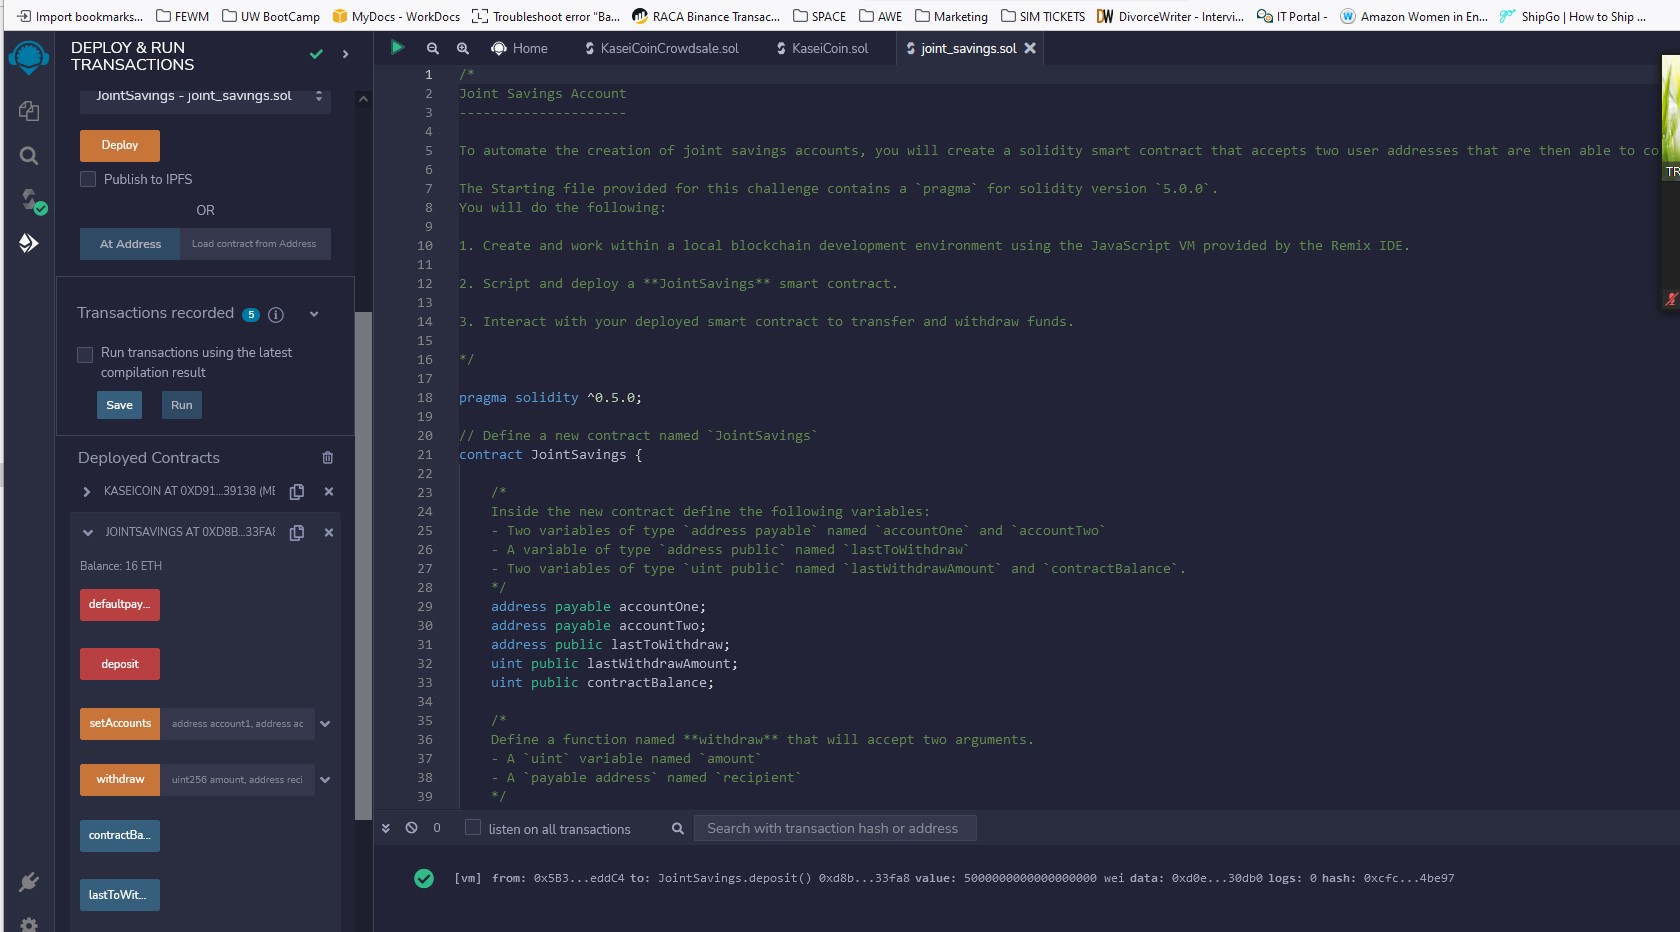 Import bookmarks... FEWM UW BootCamp MyDocs - WorkDocs Troubleshoot error "Ba... RACA Binance Transac... SPACE AWE Marketing SIM TICKETS DW DivorceWriter - Intervi... IT Portal - W Amazon Women in En... go ShipGo | How to Ship ...
DEPLOY & RUN
TRANSACTIONS
JointSavings - joint_savings.sol
Deploy
Publish to IPFS
OR
At Address Load contract from Address
Transactions recorded 5 i
Run transactions using the latest
compilation result
Save Run
Deployed Contracts
KASEICOIN AT 0XD91...39138 (ME
JOINTSAVINGS AT 0XD8B...33FA8
Balance: 16 ETH
defaultpay...
deposit
setAccounts address account1, address ac
withdraw uint256 amount, address reci
contractBa...
lastToWit...
Home KaseiCoinCrowdsale.sol KaseiCoin.sol joint_savings.sol
1 /*
2 Joint Savings Account
3 ---------------------
4
5 To automate the creation of joint savings accounts, you will create a solidity smart contract that accepts two user addresses that are then able to co
6
7 The Starting file provided for this challenge contains a `pragma` for solidity version `5.0.0`.
8 You will do the following:
9
10 1. Create and work within a local blockchain development environment using the JavaScript VM provided by the Remix IDE.
11
12 2. Script and deploy a **JointSavings** smart contract.
13
14 3. Interact with your deployed smart contract to transfer and withdraw funds.
15
16 */
17
18 pragma solidity ^0.5.0;
19
20 // Define a new contract named `JointSavings`
21 contract JointSavings {
22
23 /*
24 Inside the new contract define the following variables:
25 - Two variables of type `address payable` named `accountOne` and `accountTwo`
26 - A variable of type `address public` named `lastToWithdraw`
27 - Two variables of type `uint public` named `lastWithdrawAmount` and `contractBalance`.
28 */
29 address payable accountOne;
30 address payable accountTwo;
31 address public lastToWithdraw;
32 uint public lastWithdrawAmount;
33 uint public contractBalance;
34
35 /*
36 Define a function named **withdraw** that will accept two arguments.
37 - A `uint` variable named `amount`
38 - A `payable address` named `recipient`
39 */
TR
0 listen on all transactions Search with transaction hash or address
[vm] from: 0x5B3...eddC4 to: JointSavings.deposit() 0xd8b...33fa8 value: 5000000000000000000 wei data: 0xd0e...30db0 logs: 0 hash: 0xcfc...4be97